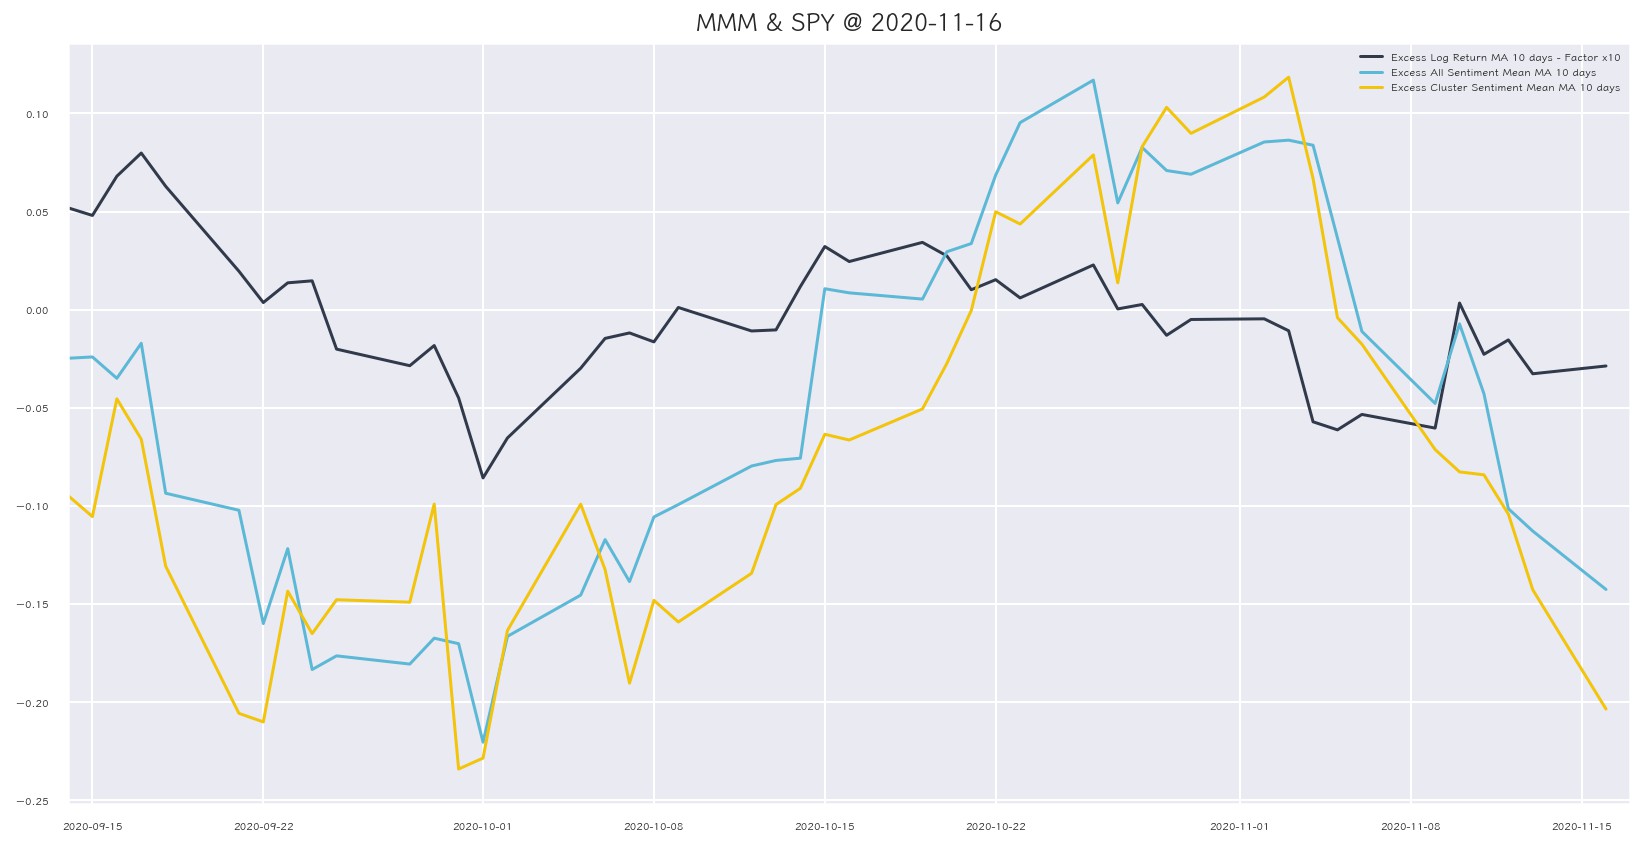 MMM & SPY @ 2020-11-16
Excess Log Return MA 10 days - Factor x10
Excess All Sentiment Mean MA 10 days
Excess Cluster Sentiment Mean MA 10 days
0.10
0.05
0.00
−0.05
−0.10
−0.15
−0.20
−0.25
2020-09-15 2020-09-22 2020-10-01 2020-10-08 2020-10-15 2020-10-22 2020-11-01 2020-11-08 2020-11-15